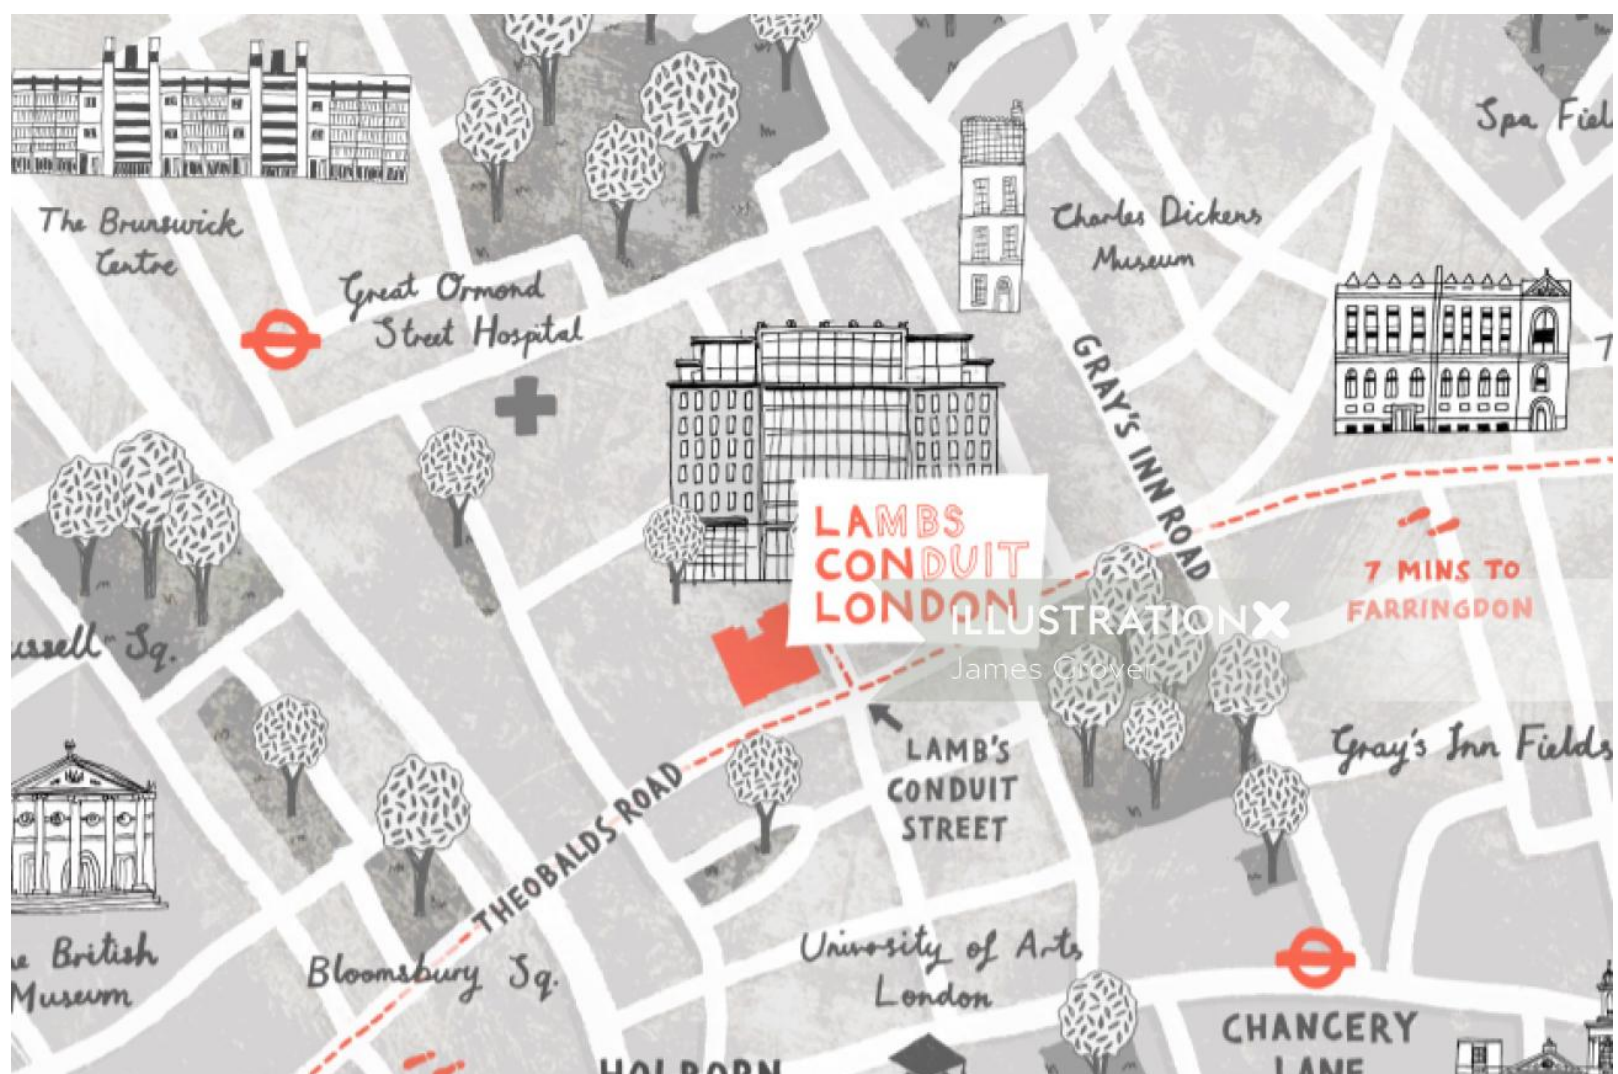 Spa Fiel
The Brunswick
Centre
Charles Dickens
Museum
Great Ormond
Street Hospital
T
GRAY'S INN ROAD
LAMBS
CONDUIT
LONDON
7 MINS TO
FARRINGDON
ILLUSTRATIONX
James Grover
ussell Sq.
LAMB'S
CONDUIT
STREET
Gray's Inn Fields
THEOBALDS ROAD
e British
Museum
Bloomsbury Sq.
University of Arts
London
CHANCERY
LANE
HOLBORN